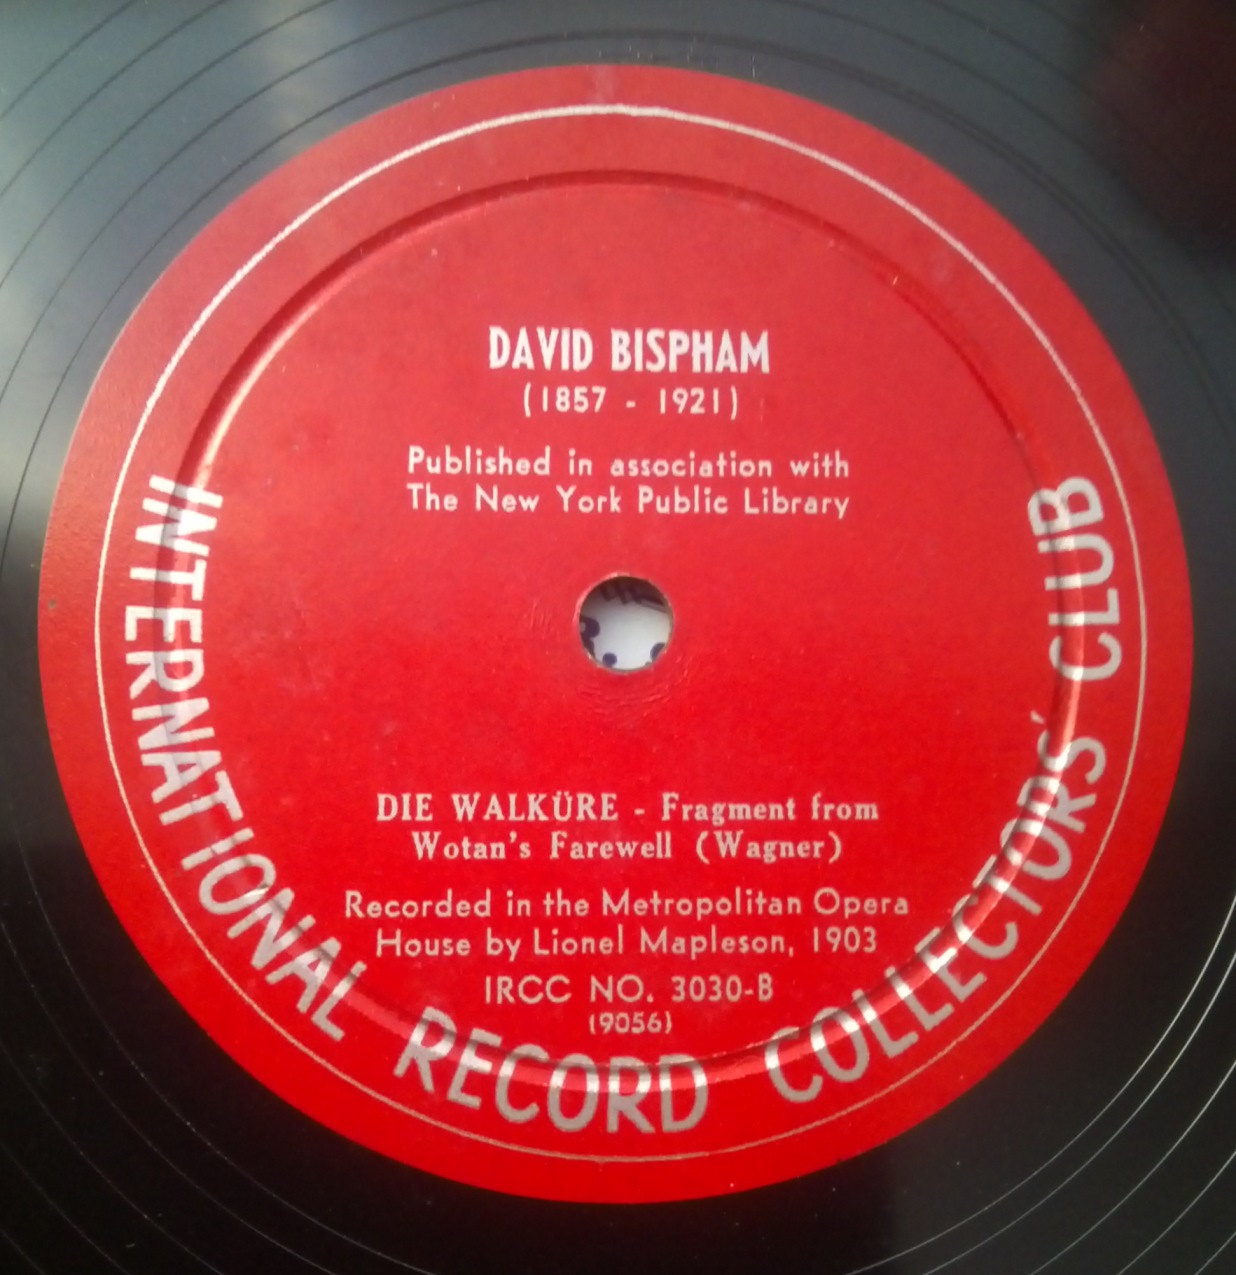 DAVID BISPHAM
(1857 - 1921)
Published in association with
The New York Public Library
DIE WALKÜRE - Fragment from
Wotan's Farewell (Wagner)
Recorded in the Metropolitan Opera
House by Lionel Mapleson, 1903
IRCC NO. 3030-B
(9056)
INTERNATIONAL RECORD COLLECTORS' CLUB